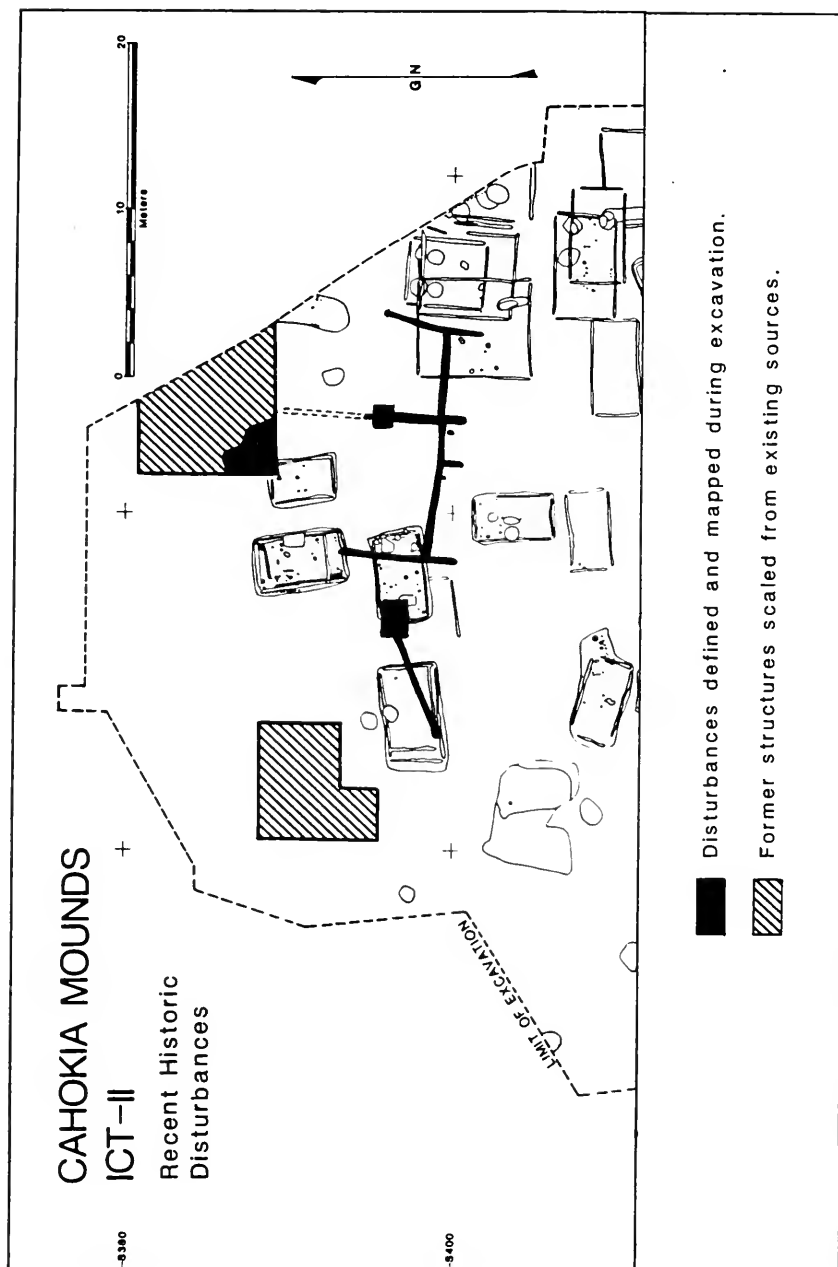 CAHOKIA MOUNDS
ICT-II
Recent Historic
Disturbances
0 10 20
Meters
GN
S380
S400
LIMIT OF EXCAVATION
Disturbances defined and mapped during excavation.
Former structures scaled from existing sources.